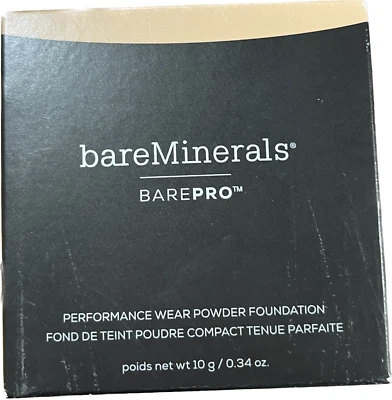 bareMinerals®
BAREPRO™
PERFORMANCE WEAR POWDER FOUNDATION
FOND DE TEINT POUDRE COMPACT TENUE PARFAITE
poids net wt 10 g / 0.34 oz.